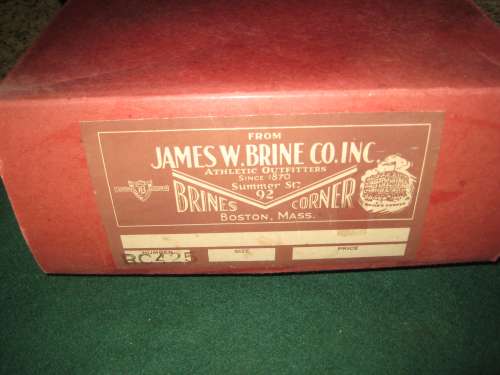 FROM
JAMES W. BRINE CO. INC.
ATHLETIC OUTFITTERS
SINCE 1870
Summer St.
92
BRINES CORNER
BOSTON, MASS.
NUMBER SIZE PRICE
RC425